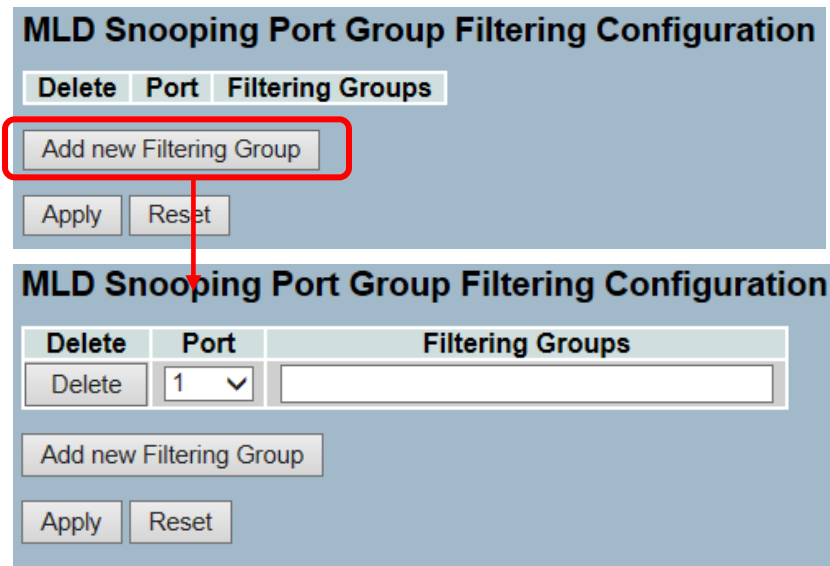 MLD Snooping Port Group Filtering Configuration
Delete Port Filtering Groups
Add new Filtering Group
Apply Reset
MLD Snooping Port Group Filtering Configuration
Delete Port Filtering Groups
Delete 1
Add new Filtering Group
Apply Reset